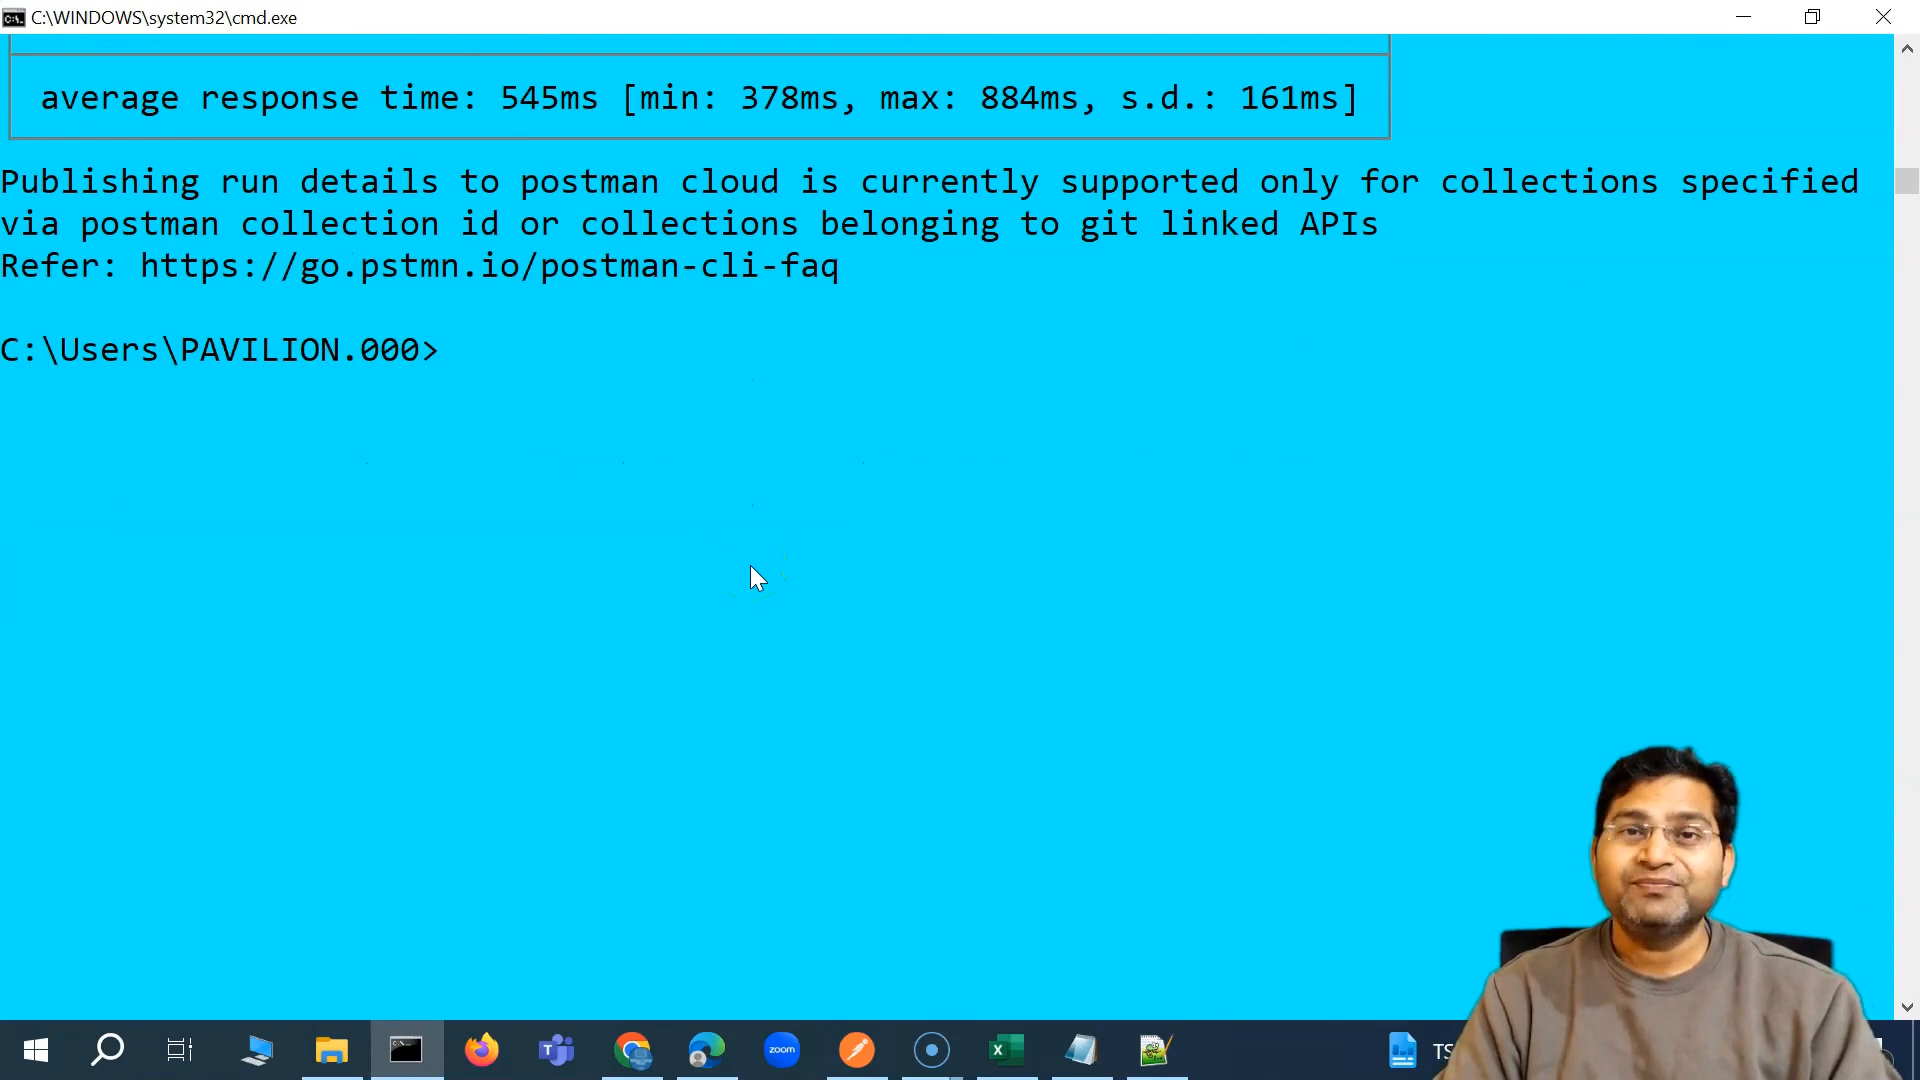 C:\WINDOWS\system32\cmd.exe
average response time: 545ms [min: 378ms, max: 884ms, s.d.: 161ms]
Publishing run details to postman cloud is currently supported only for collections specified
via postman collection id or collections belonging to git linked APIs
Refer: https://go.pstmn.io/postman-cli-faq
C:\Users\PAVILION.000>
zoom
TS